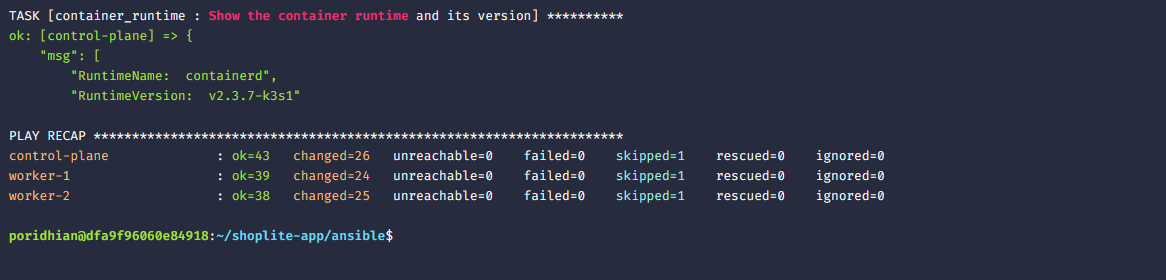 TASK [container_runtime : Show the container runtime and its version] **********
ok: [control-plane] => {
    "msg": [
        "RuntimeName:  containerd",
        "RuntimeVersion:  v2.3.7-k3s1"
PLAY RECAP *********************************************************************
control-plane              : ok=43   changed=26   unreachable=0    failed=0    skipped=1    rescued=0    ignored=0
worker-1                   : ok=39   changed=24   unreachable=0    failed=0    skipped=1    rescued=0    ignored=0
worker-2                   : ok=38   changed=25   unreachable=0    failed=0    skipped=1    rescued=0    ignored=0
poridhian@dfa9f96060e84918:~/shoplite-app/ansible$